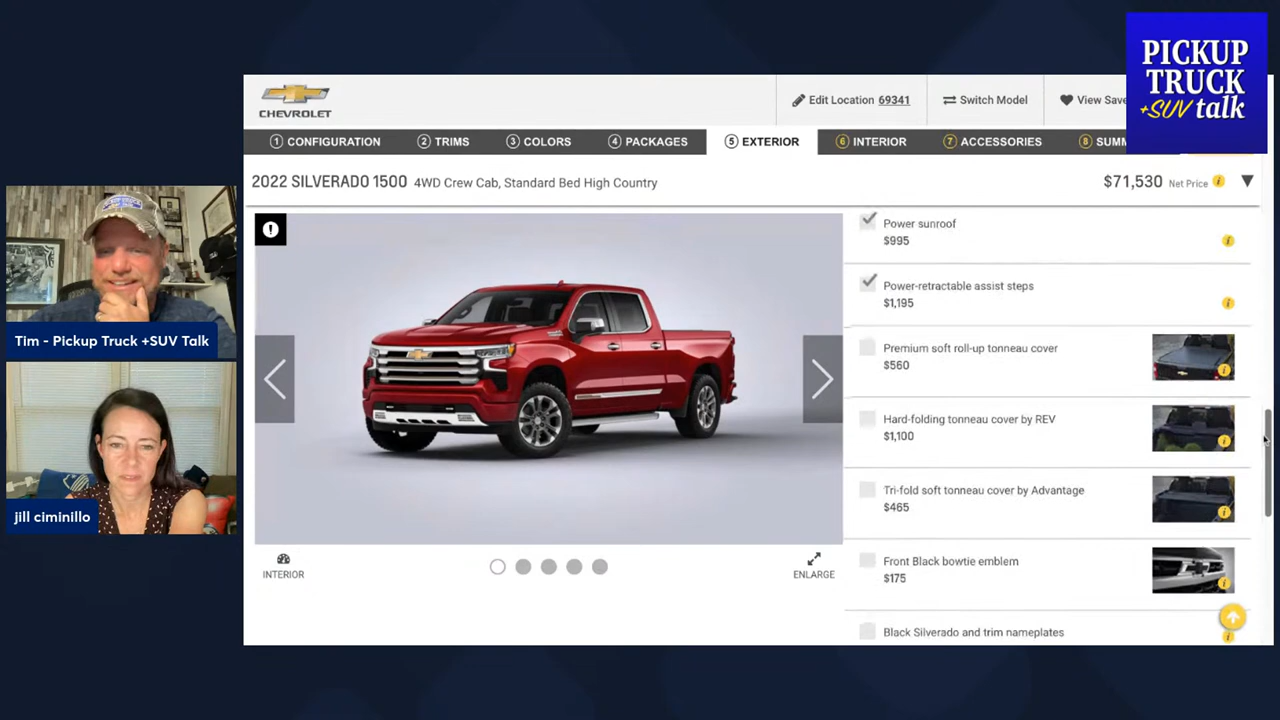 PICKUP
TRUCK
+SUV talk
CHEVROLET
Edit Location 69341
Switch Model
View Save
1 CONFIGURATION
2 TRIMS
3 COLORS
4 PACKAGES
5 EXTERIOR
6 INTERIOR
7 ACCESSORIES
8 SUMM
2022 SILVERADO 1500 4WD Crew Cab, Standard Bed High Country
$71,530 Net Price
Power sunroof
$995
Power-retractable assist steps
$1,195
Premium soft roll-up tonneau cover
$560
Hard-folding tonneau cover by REV
$1,100
Tri-fold soft tonneau cover by Advantage
$465
Front Black bowtie emblem
$175
Black Silverado and trim nameplates
INTERIOR
ENLARGE
Tim - Pickup Truck +SUV Talk
jill ciminillo